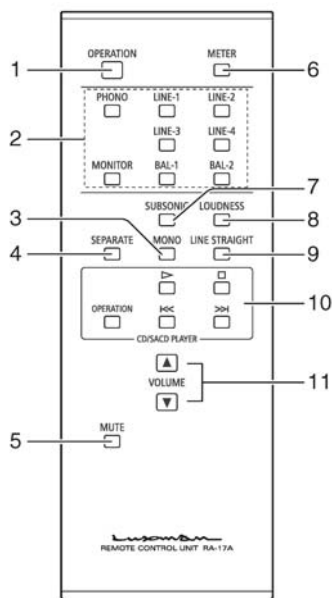 OPERATION METER
1 6
PHONO LINE-1 LINE-2
2
LINE-3 LINE-4
MONITOR BAL-1 BAL-2
7
SUBSONIC LOUDNESS
3 8
SEPARATE MONO LINE STRAIGHT
4 9
10
OPERATION
CD/SACD PLAYER
VOLUME 11
MUTE
5
Luxman
REMOTE CONTROL UNIT RA-17A